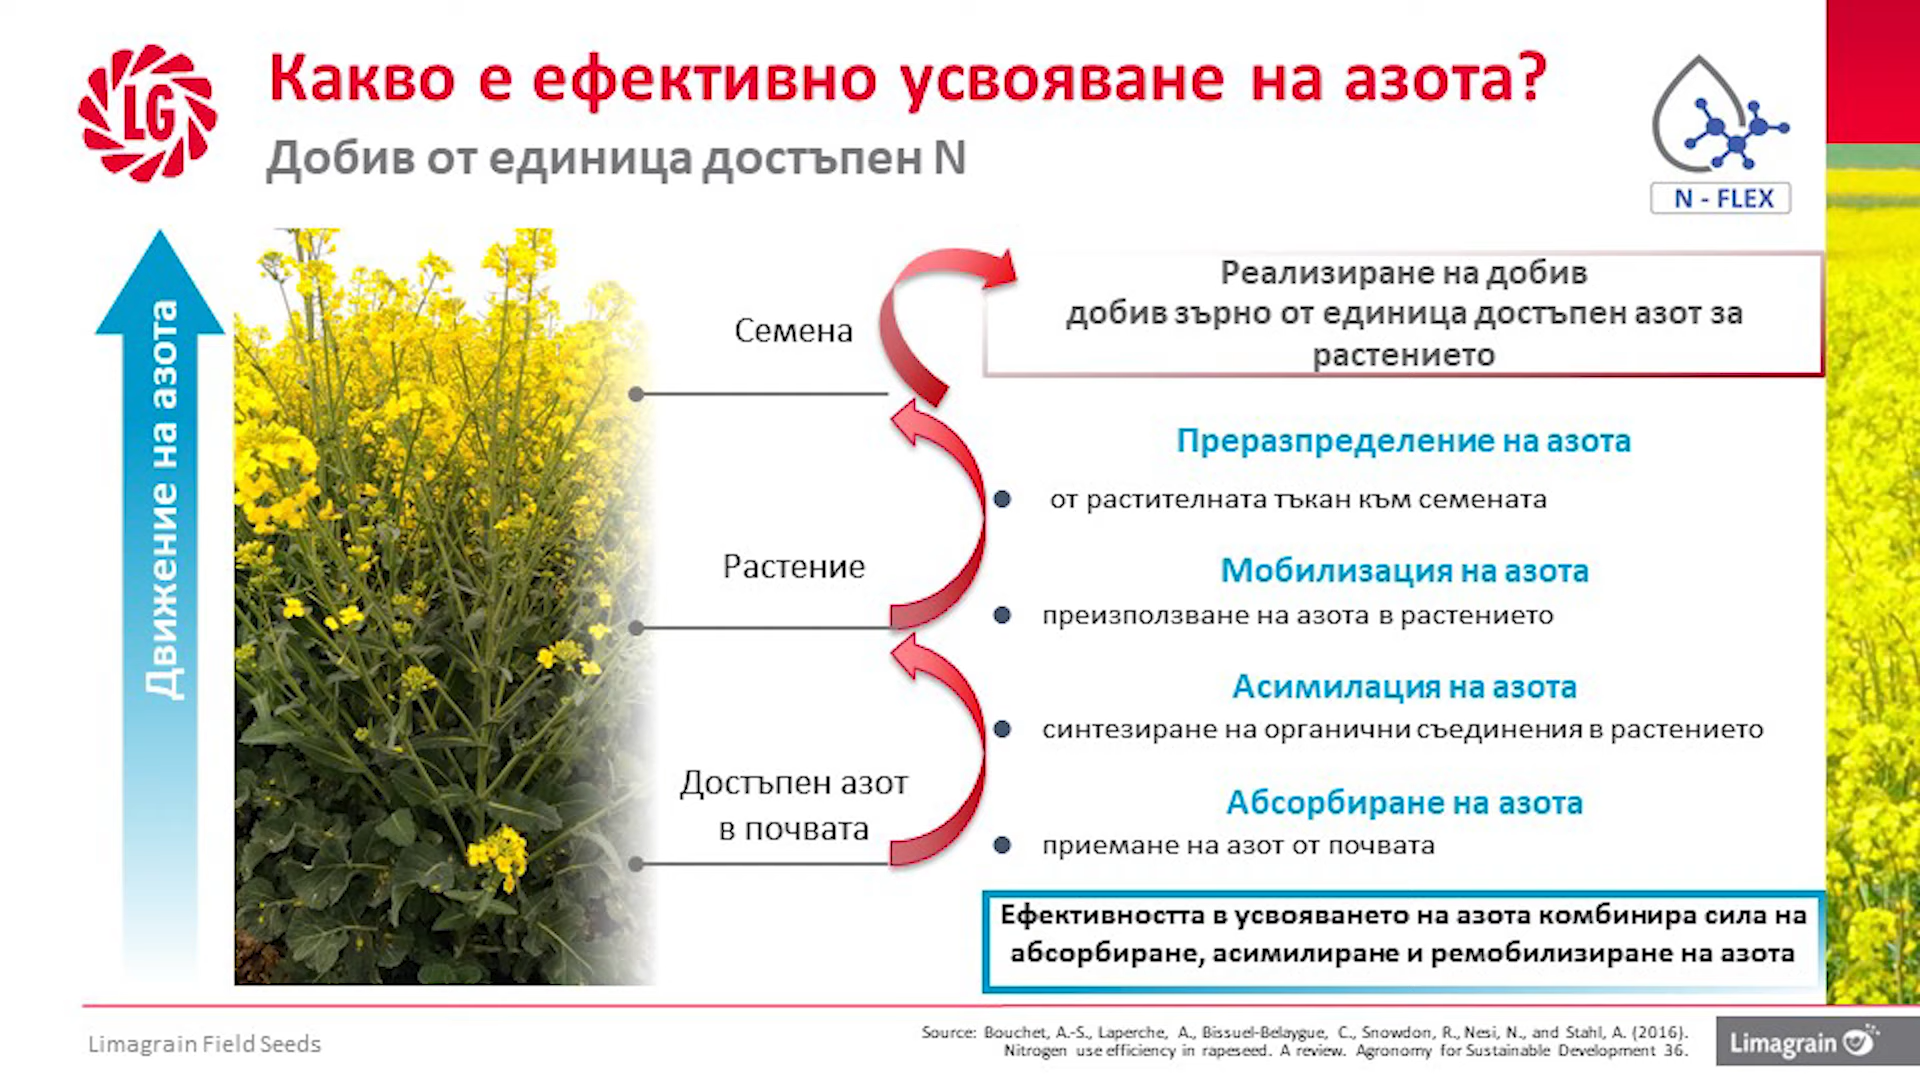 LG
Какво е ефективно усвояване на азота?
Добив от единица достъпен N
N - FLEX
Движение на азота
Семена
Растение
Достъпен азот
в почвата
Реализиране на добив
добив зърно от единица достъпен азот за
растението
Преразпределение на азота
от растителната тъкан към семената
Мобилизация на азота
преизползване на азота в растението
Асимилация на азота
синтезиране на органични съединения в растението
Абсорбиране на азота
приемане на азот от почвата
Ефективността в усвояването на азота комбинира сила на
абсорбиране, асимилиране и ремобилизиране на азота
Limagrain Field Seeds
Source: Bouchet, A.-S., Laperche, A., Bissuel-Belaygue, C., Snowdon, R., Nesi, N., and Stahl, A. (2016).
Nitrogen use efficiency in rapeseed. A review. Agronomy for Sustainable Development 36.
Limagrain